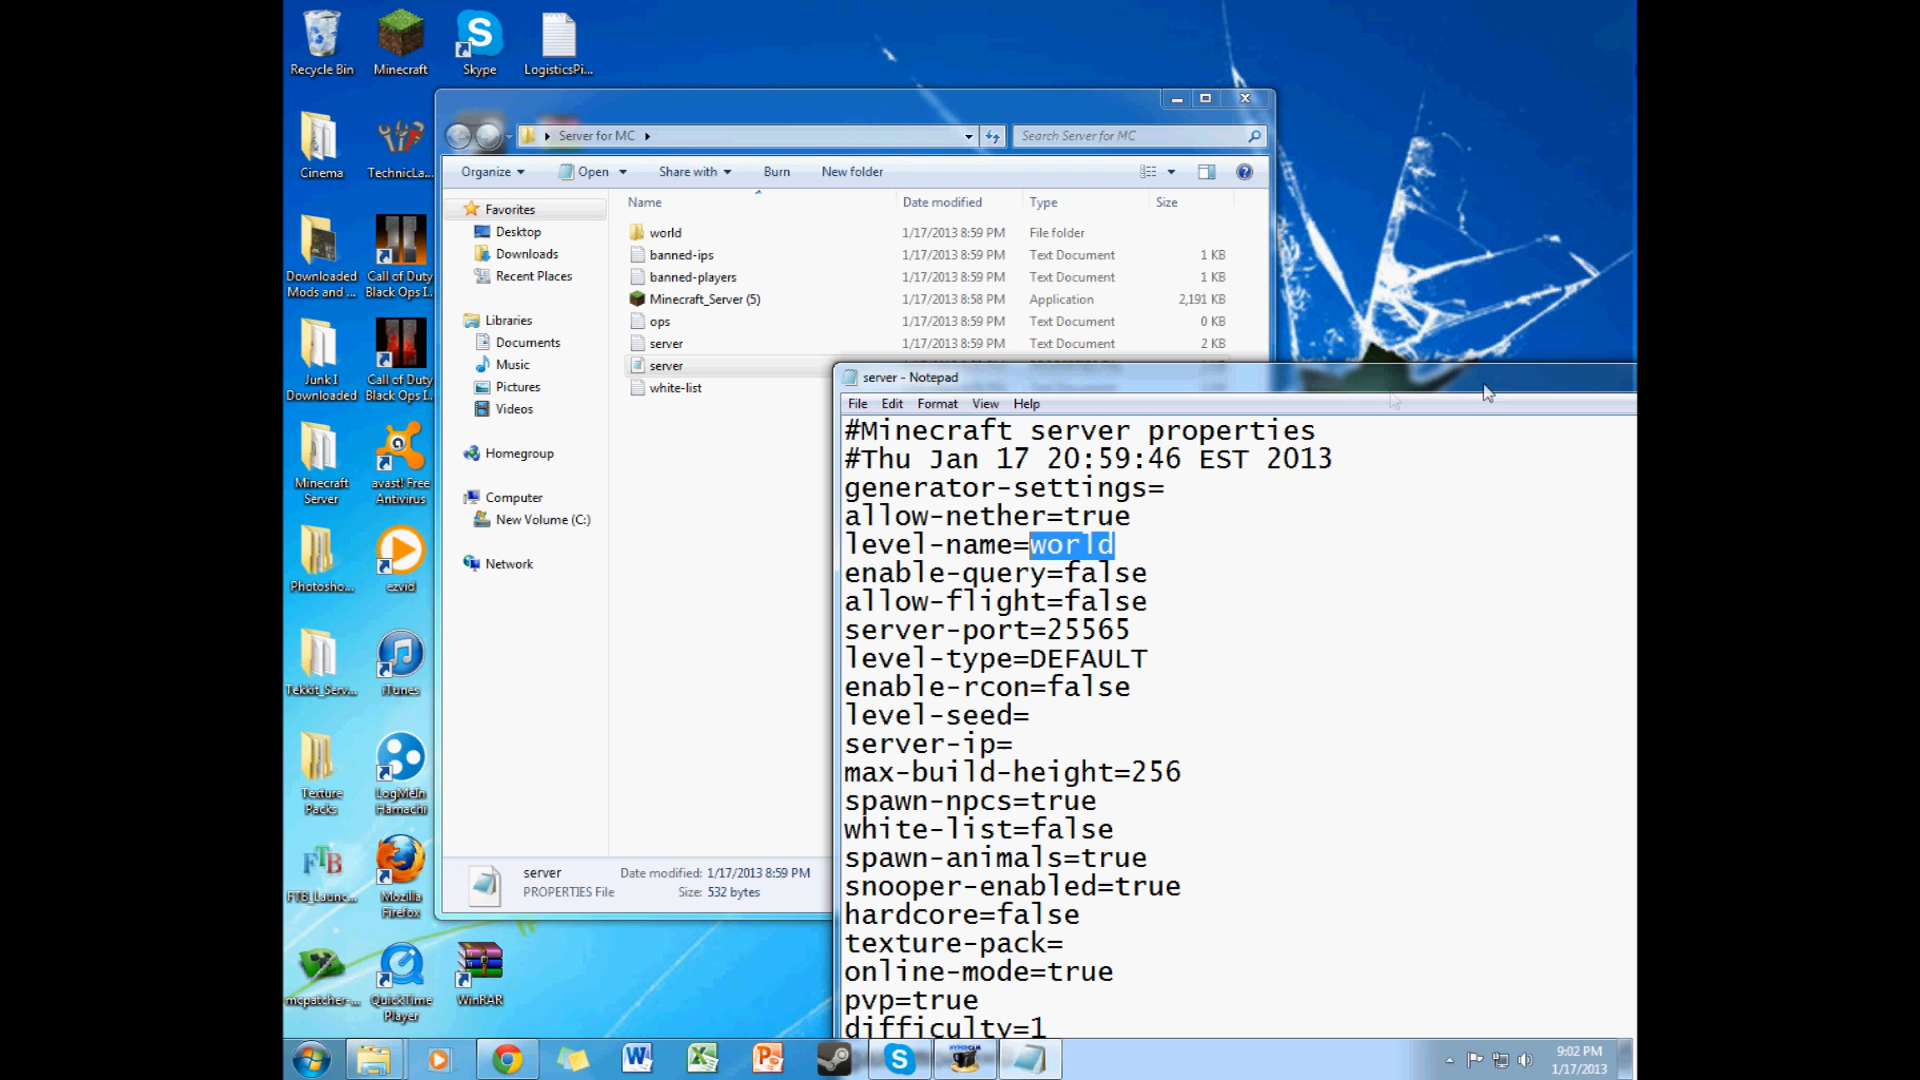 Recycle Bin
Minecraft
Skype
LogisticsPi...
Cinema
TechnicLa...
Downloaded
Mods and ...
Call of Duty
Black Ops I..
Junk I
Downloaded
Call of Duty
Black Ops I..
Minecraft
Server
avast! Free
Antivirus
Photosho...
ezvid
Tekkit_Serv...
iTunes
Texture
Packs
LogMeIn
Hamachi
FTB
FTB_Launc...
Mozilla
Firefox
mcpatcher-...
QuickTime
Player
WinRAR
Server for MC
Search Server for MC
Organize
Open
Share with
Burn
New folder
Name
Date modified
Type
Size
Favorites
Desktop
Downloads
Recent Places
Libraries
Documents
Music
Pictures
Videos
Homegroup
Computer
New Volume (C:)
Network
world 1/17/2013 8:59 PM File folder
banned-ips 1/17/2013 8:59 PM Text Document 1 KB
banned-players 1/17/2013 8:59 PM Text Document 1 KB
Minecraft_Server (5) 1/17/2013 8:58 PM Application 2,191 KB
ops 1/17/2013 8:59 PM Text Document 0 KB
server 1/17/2013 8:59 PM Text Document 2 KB
server
white-list
server Date modified: 1/17/2013 8:59 PM
PROPERTIES File Size: 532 bytes
server - Notepad
File Edit Format View Help
#Minecraft server properties
#Thu Jan 17 20:59:46 EST 2013
generator-settings=
allow-nether=true
level-name=world
enable-query=false
allow-flight=false
server-port=25565
level-type=DEFAULT
enable-rcon=false
level-seed=
server-ip=
max-build-height=256
spawn-npcs=true
white-list=false
spawn-animals=true
snooper-enabled=true
hardcore=false
texture-pack=
online-mode=true
pvp=true
difficulty=1
9:02 PM
1/17/2013